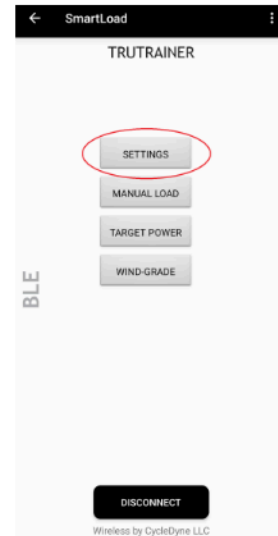 SmartLoad
TRUTRAINER
SETTINGS
MANUAL LOAD
TARGET POWER
WIND-GRADE
BLE
DISCONNECT
Wireless by CycleDyne LLC